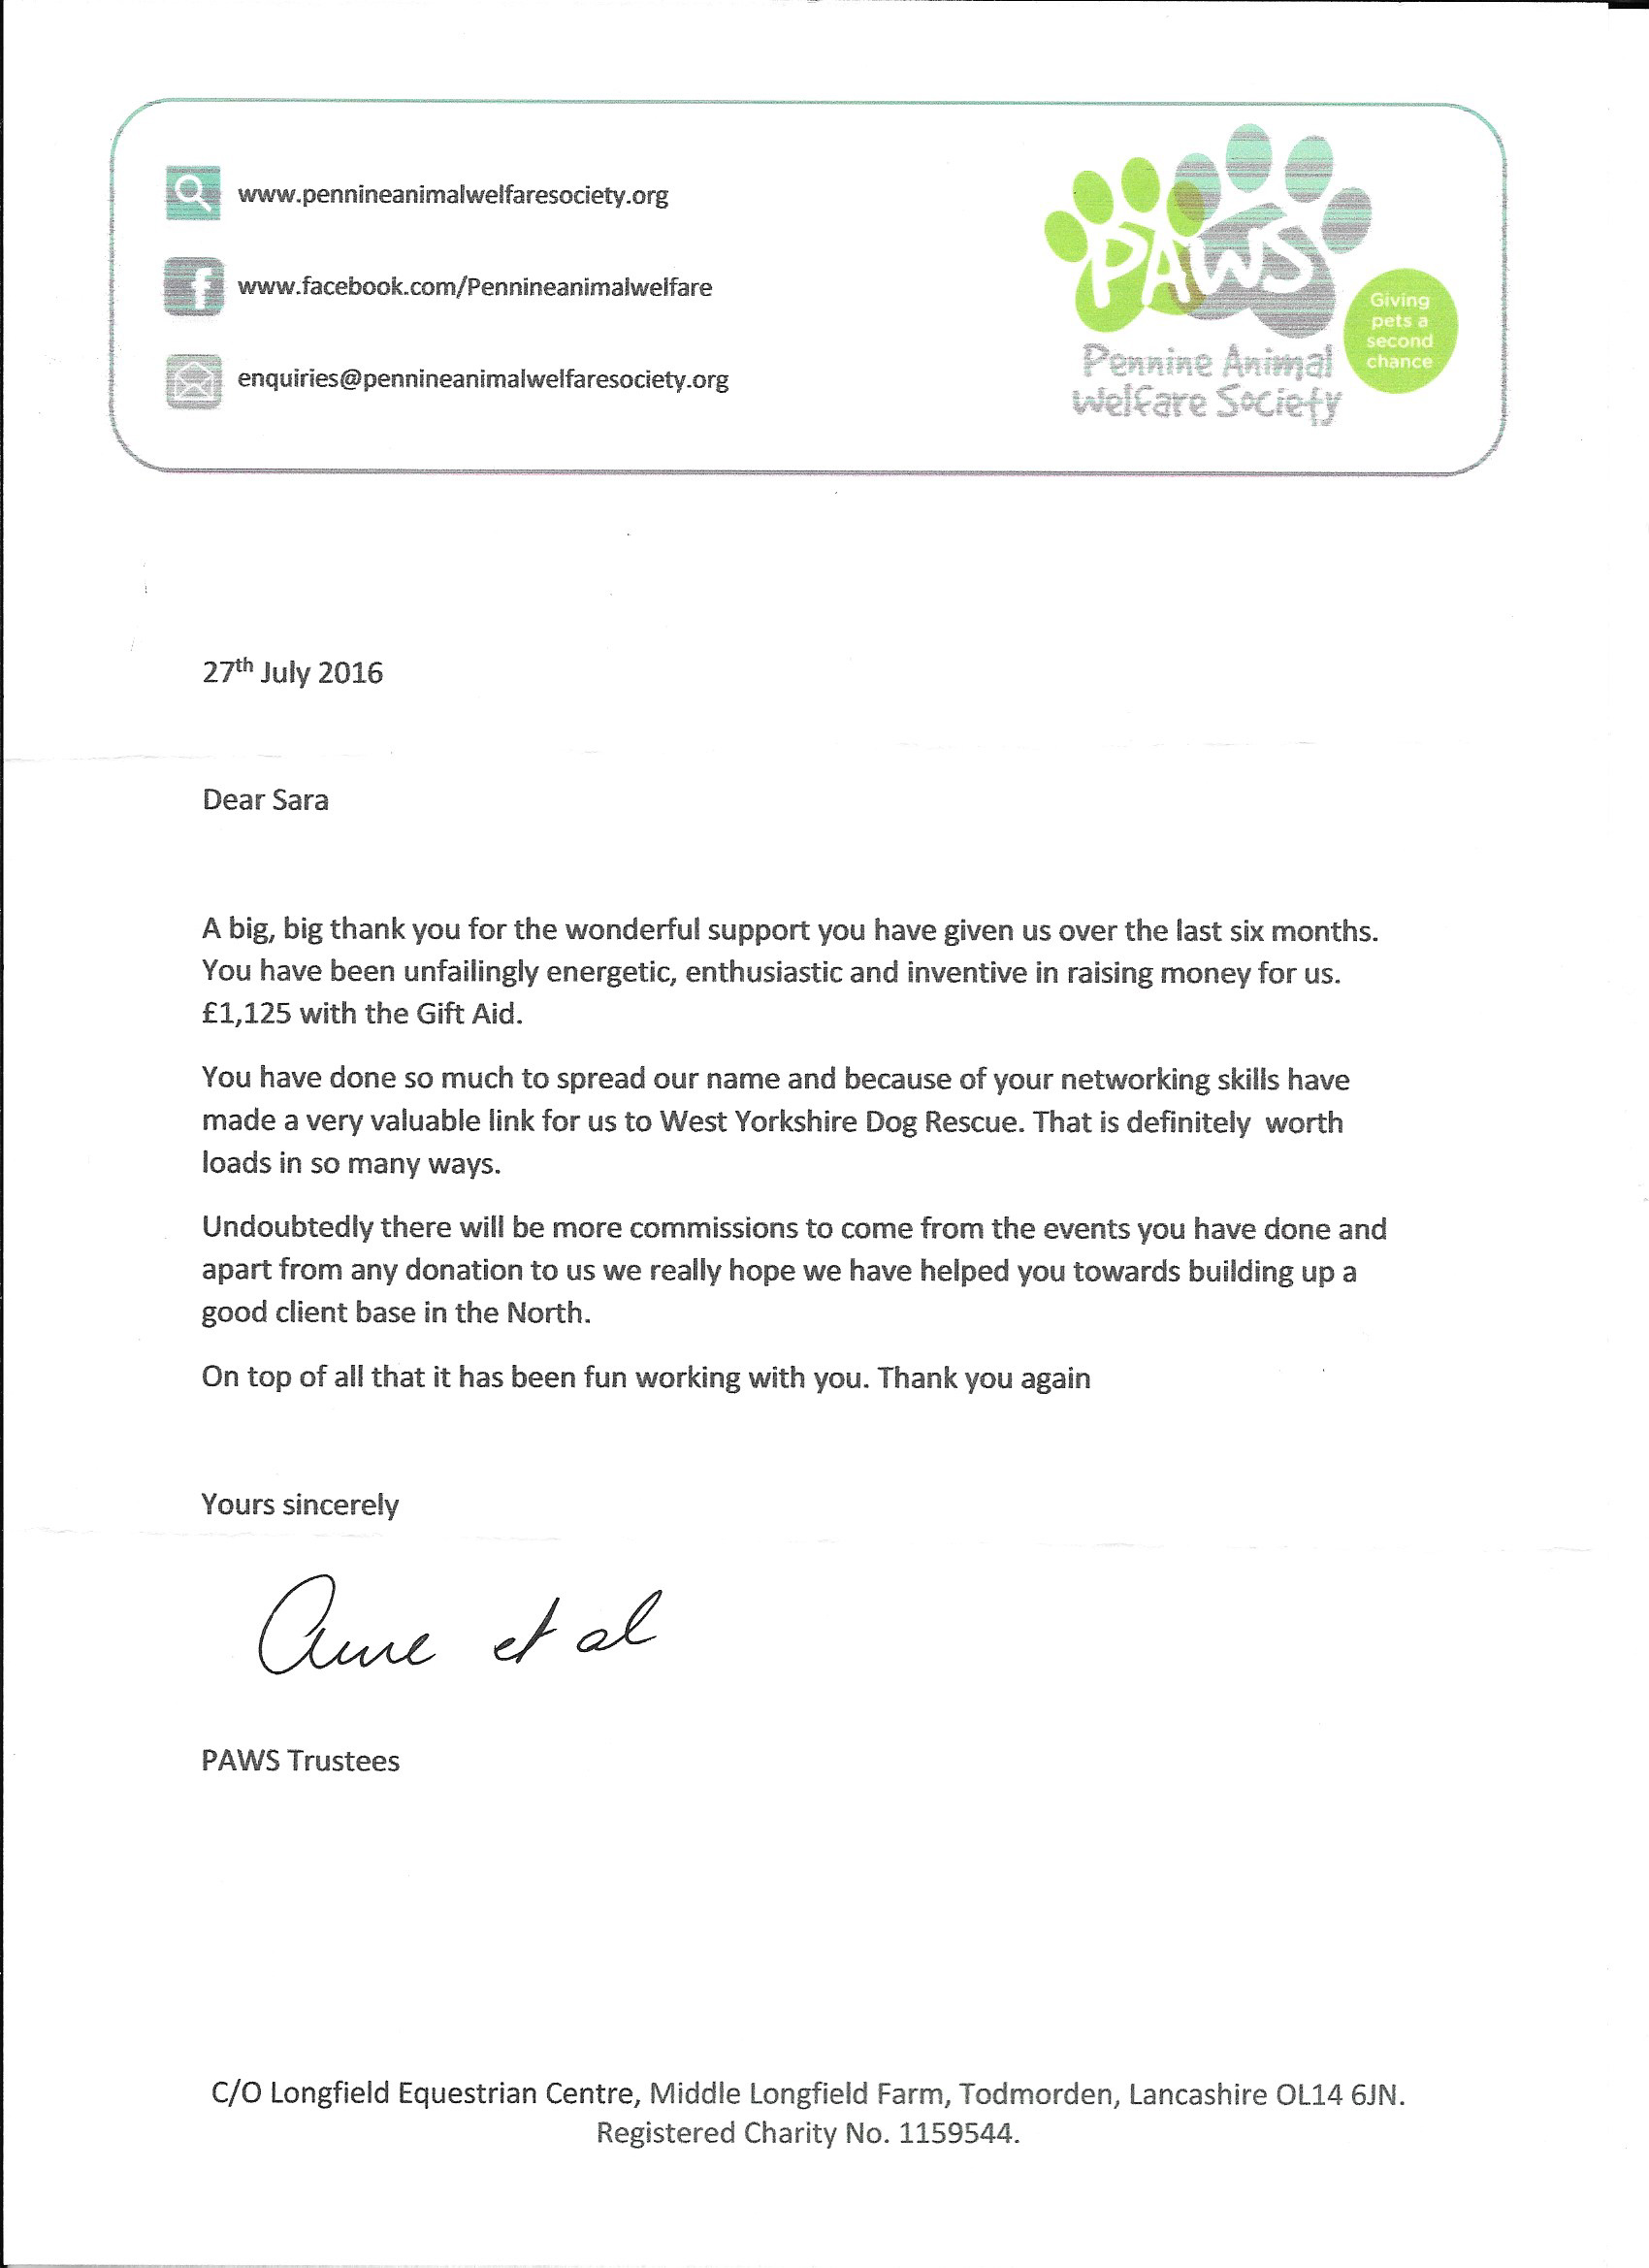 www.pennineanimalwelfaresociety.org
www.facebook.com/Pennineanimalwelfare
enquiries@pennineanimalwelfaresociety.org
PAWS
Pennine Animal
Welfare Society
Giving
pets a
second
chance
27th July 2016
Dear Sara
A big, big thank you for the wonderful support you have given us over the last six months.
You have been unfailingly energetic, enthusiastic and inventive in raising money for us.
£1,125 with the Gift Aid.
You have done so much to spread our name and because of your networking skills have
made a very valuable link for us to West Yorkshire Dog Rescue. That is definitely  worth
loads in so many ways.
Undoubtedly there will be more commissions to come from the events you have done and
apart from any donation to us we really hope we have helped you towards building up a
good client base in the North.
On top of all that it has been fun working with you. Thank you again
Yours sincerely
Anne et al
PAWS Trustees
C/O Longfield Equestrian Centre, Middle Longfield Farm, Todmorden, Lancashire OL14 6JN.
Registered Charity No. 1159544.